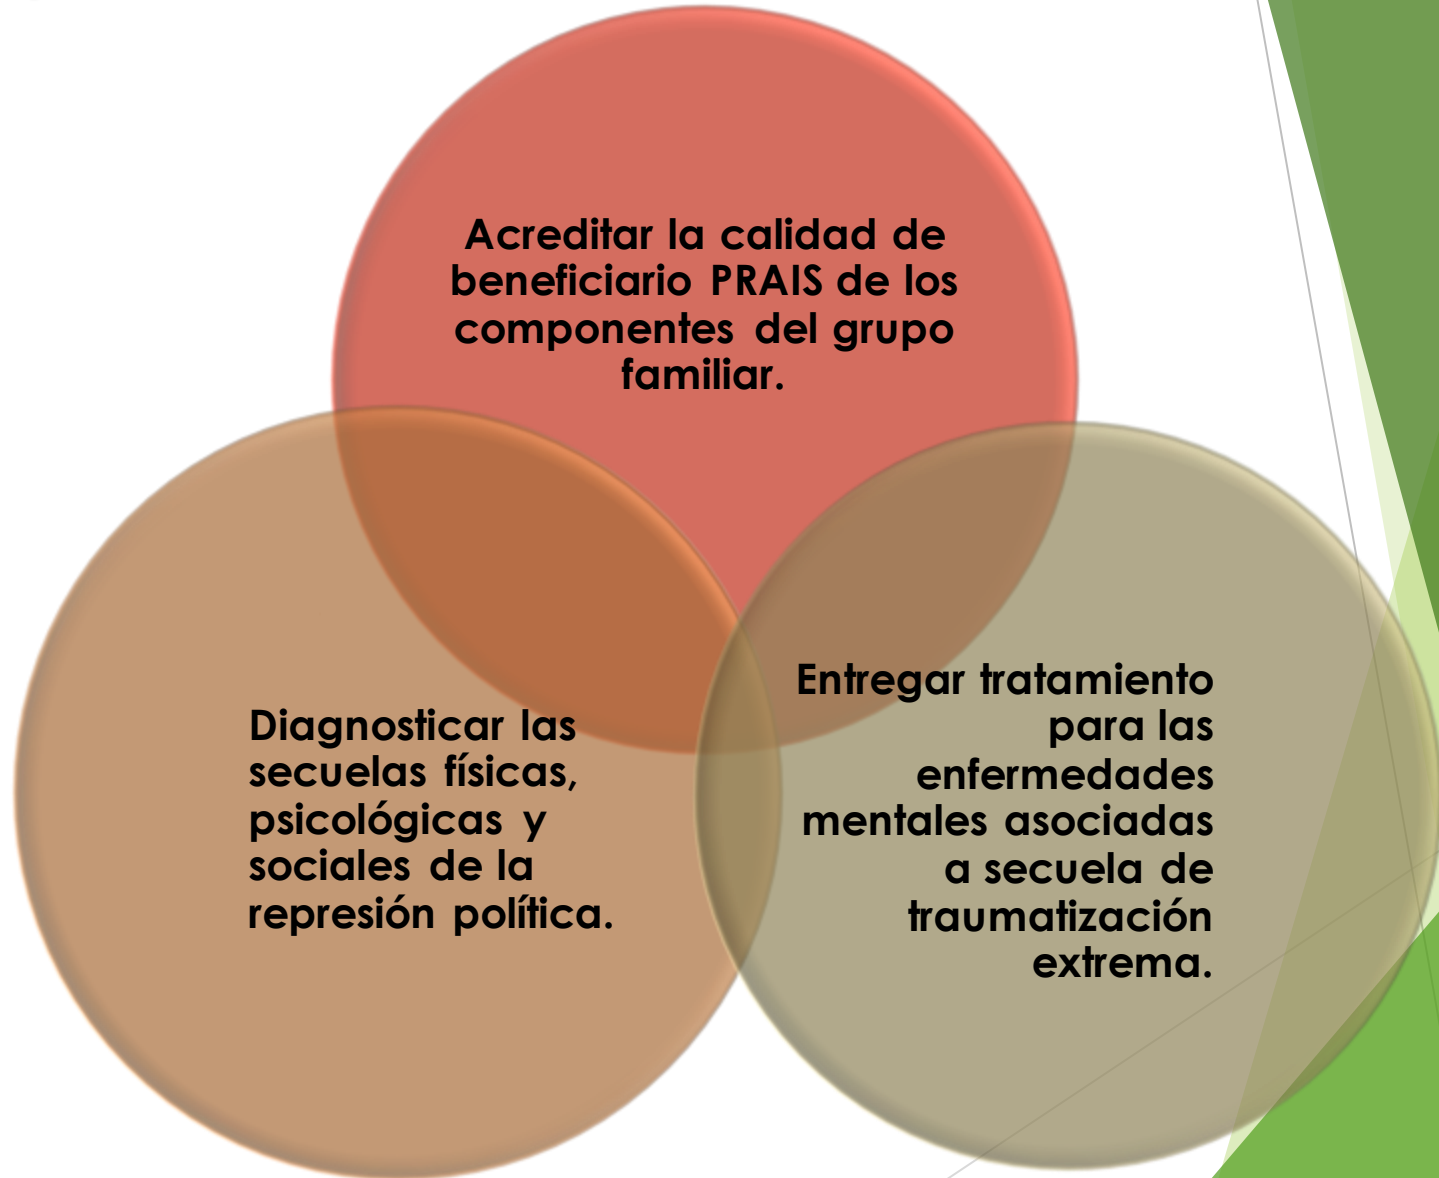 Acreditar la calidad de
beneficiario PRAIS de los
componentes del grupo
familiar.
Diagnosticar las
secuelas físicas,
psicológicas y
sociales de la
represión política.
Entregar tratamiento
para las
enfermedades
mentales asociadas
a secuela de
traumatización
extrema.